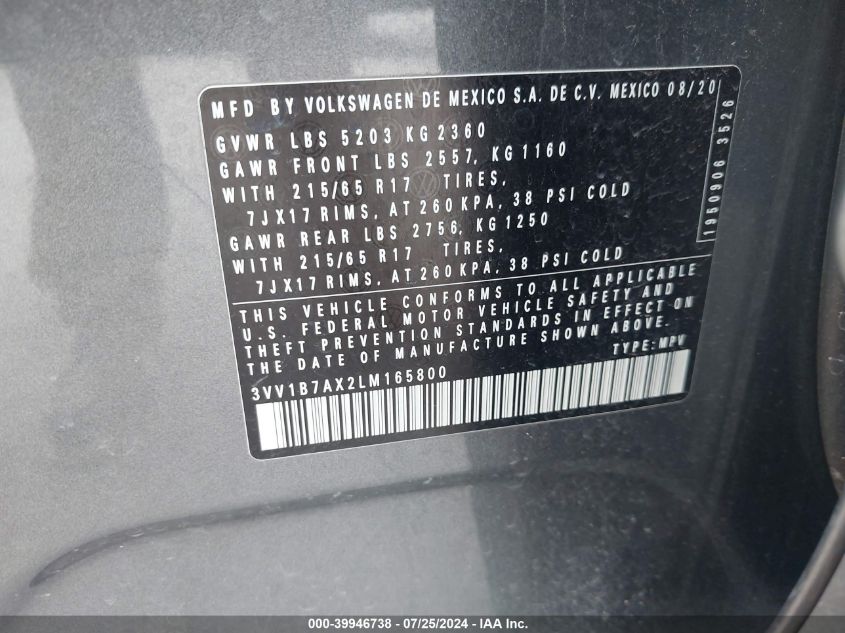 MFD BY VOLKSWAGEN DE MEXICO S.A. DE C.V. MEXICO 08/20
GVWR LBS 5203 KG 2360
GAWR FRONT LBS 2557, KG 1160
WITH 215/65 R17 TIRES,
7JX17 RIMS, AT 260 KPA, 38 PSI COLD
GAWR REAR LBS 2756, KG 1250
WITH 215/65 R17 TIRES,
7JX17 RIMS, AT 260 KPA, 38 PSI COLD
1950906 3526
THIS VEHICLE CONFORMS TO ALL APPLICABLE
U.S. FEDERAL MOTOR VEHICLE SAFETY AND
THEFT PREVENTION STANDARDS IN EFFECT ON
THE DATE OF MANUFACTURE SHOWN ABOVE.
TYPE: MPV
3VV1B7AX2LM165800
000-39946738 - 07/25/2024 - IAA Inc.